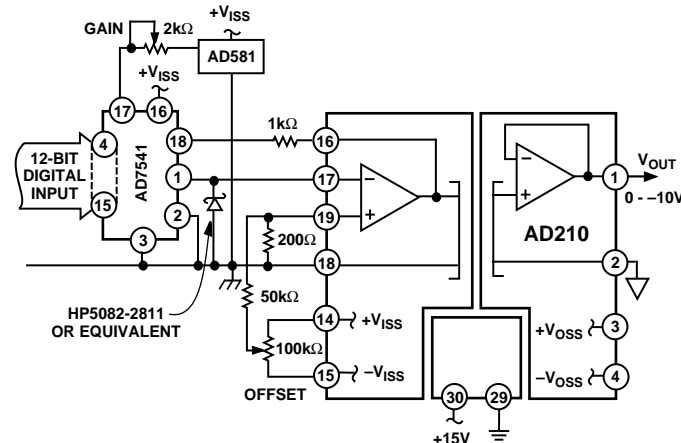 +VISS
GAIN
2kΩ
AD581
+VISS
17
16
4
18
1kΩ
16
12-BIT
DIGITAL
INPUT
AD7541
1
17
−
19
+
15
2
200Ω
3
18
HP5082-2811
OR EQUIVALENT
50kΩ
14
+VISS
100kΩ
15
−VISS
OFFSET
−
+
1
VOUT
0 - –10V
AD210
2
+VOSS
3
−VOSS
4
30
29
+15V